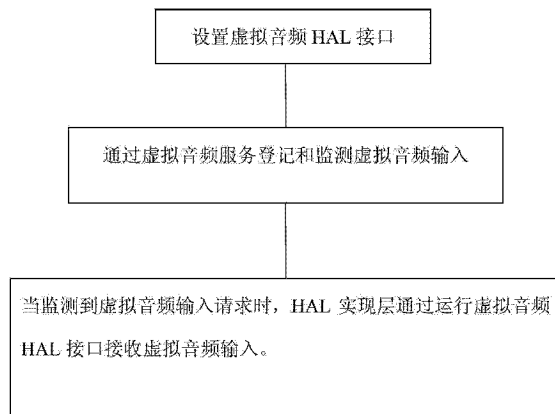 设置虚拟音频 HAL 接口
通过虚拟音频服务登记和监测虚拟音频输入
当监测到虚拟音频输入请求时，HAL 实现层通过运行虚拟音频
HAL 接口接收虚拟音频输入。